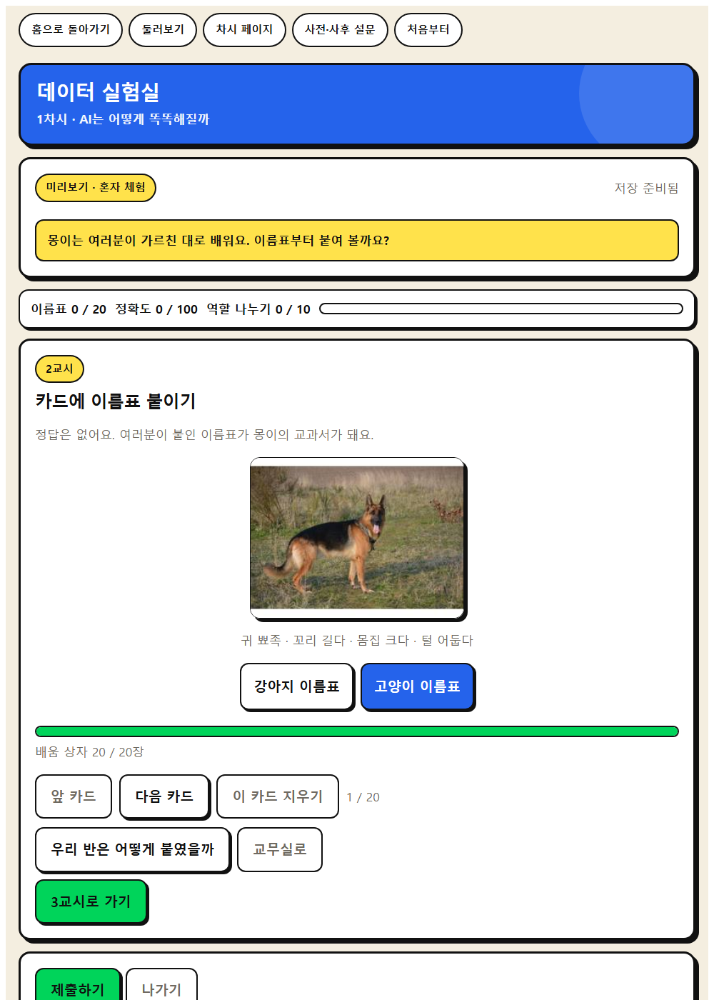 홈으로 돌아가기 둘러보기 차시 페이지 사전·사후 설문 처음부터
데이터 실험실
1차시 · AI는 어떻게 똑똑해질까
미리보기 · 혼자 체험 저장 준비됨
몽이는 여러분이 가르친 대로 배워요. 이름표부터 붙여 볼까요?
이름표 0 / 20 정확도 0 / 100 역할 나누기 0 / 10
2교시
카드에 이름표 붙이기
정답은 없어요. 여러분이 붙인 이름표가 몽이의 교과서가 돼요.
귀 뾰족 · 꼬리 길다 · 몸집 크다 · 털 어둡다
강아지 이름표 고양이 이름표
배움 상자 20 / 20장
앞 카드 다음 카드 이 카드 지우기 1 / 20
우리 반은 어떻게 붙였을까 교무실로
3교시로 가기
제출하기 나가기